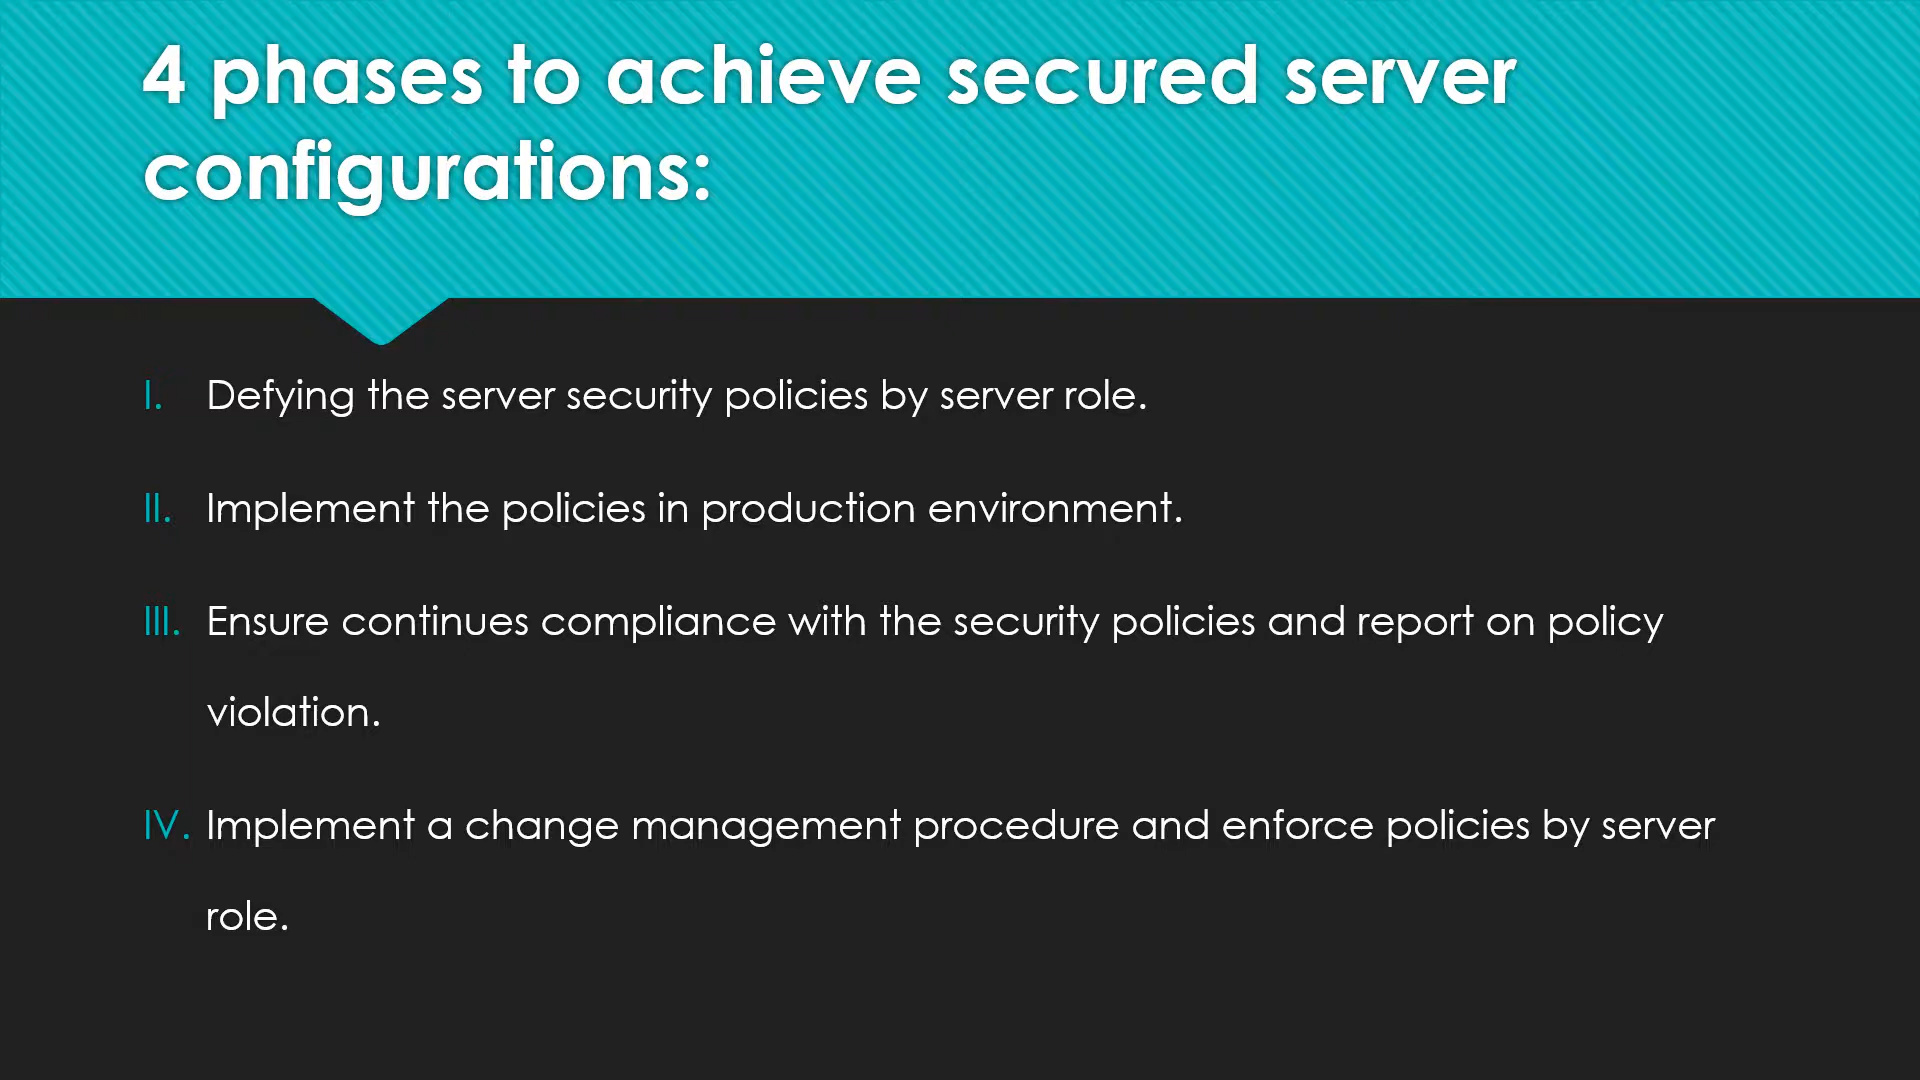 4 phases to achieve secured server
configurations:
I. Defying the server security policies by server role.
II. Implement the policies in production environment.
III. Ensure continues compliance with the security policies and report on policy
violation.
IV. Implement a change management procedure and enforce policies by server
role.